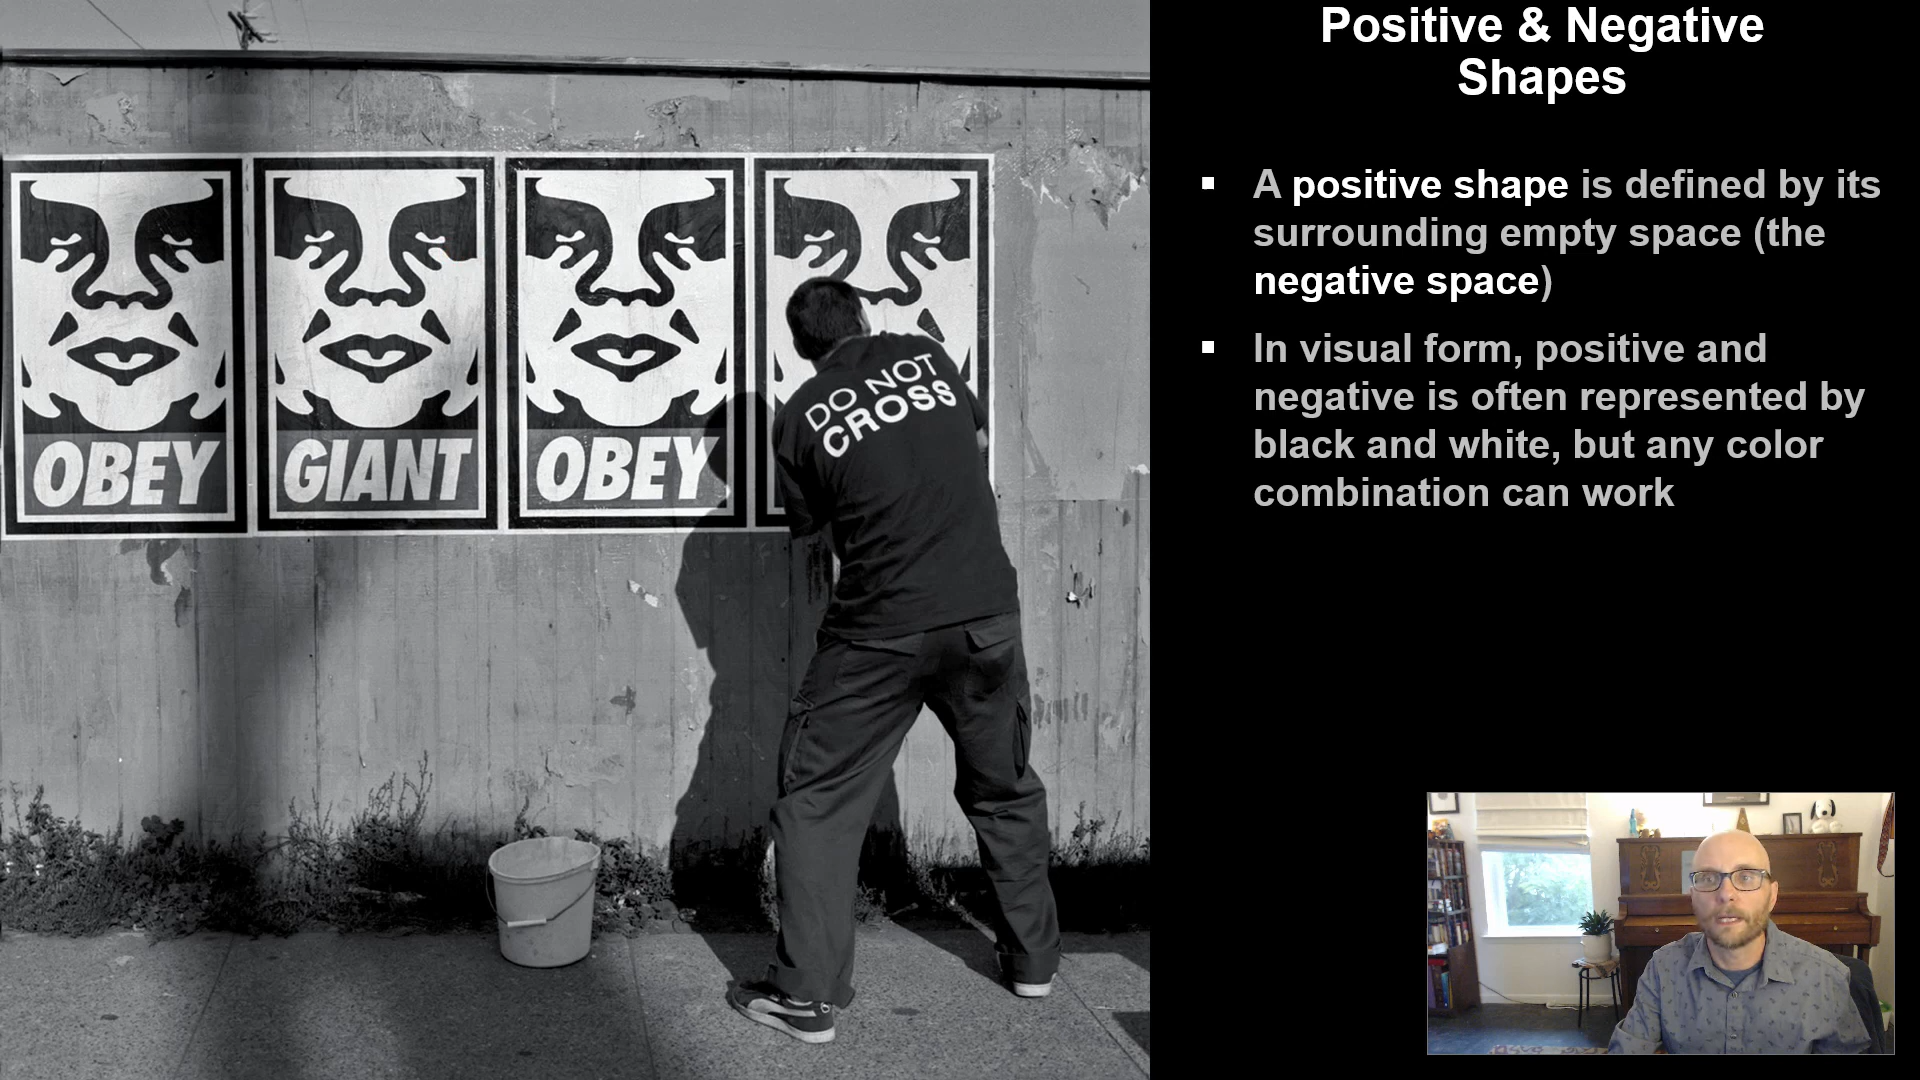 Positive & Negative
Shapes
▪ A positive shape is defined by its
surrounding empty space (the
negative space)
▪ In visual form, positive and
negative is often represented by
black and white, but any color
combination can work
OBEY
GIANT
OBEY
DO NOT
CROSS